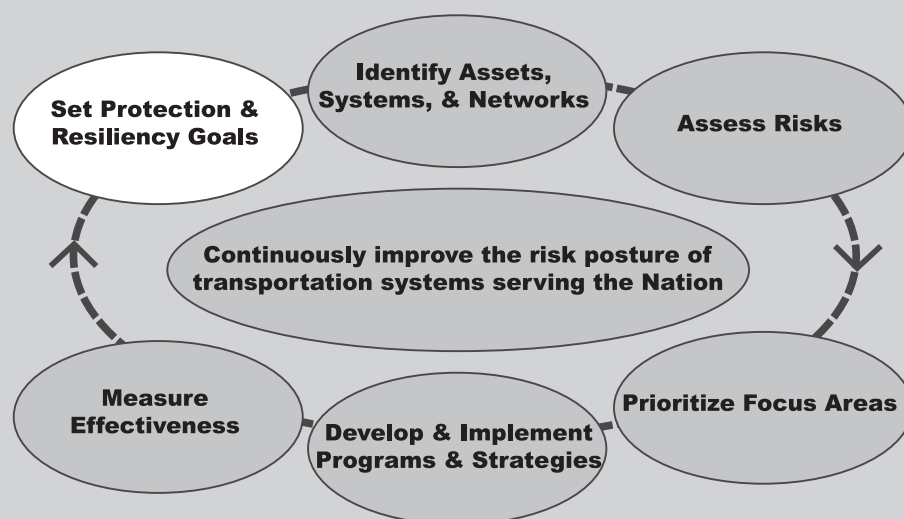 Set Protection &
Resiliency Goals
Identify Assets,
Systems, & Networks
Assess Risks
Continuously improve the risk posture of
transportation systems serving the Nation
Measure
Effectiveness
Develop & Implement
Programs & Strategies
Prioritize Focus Areas